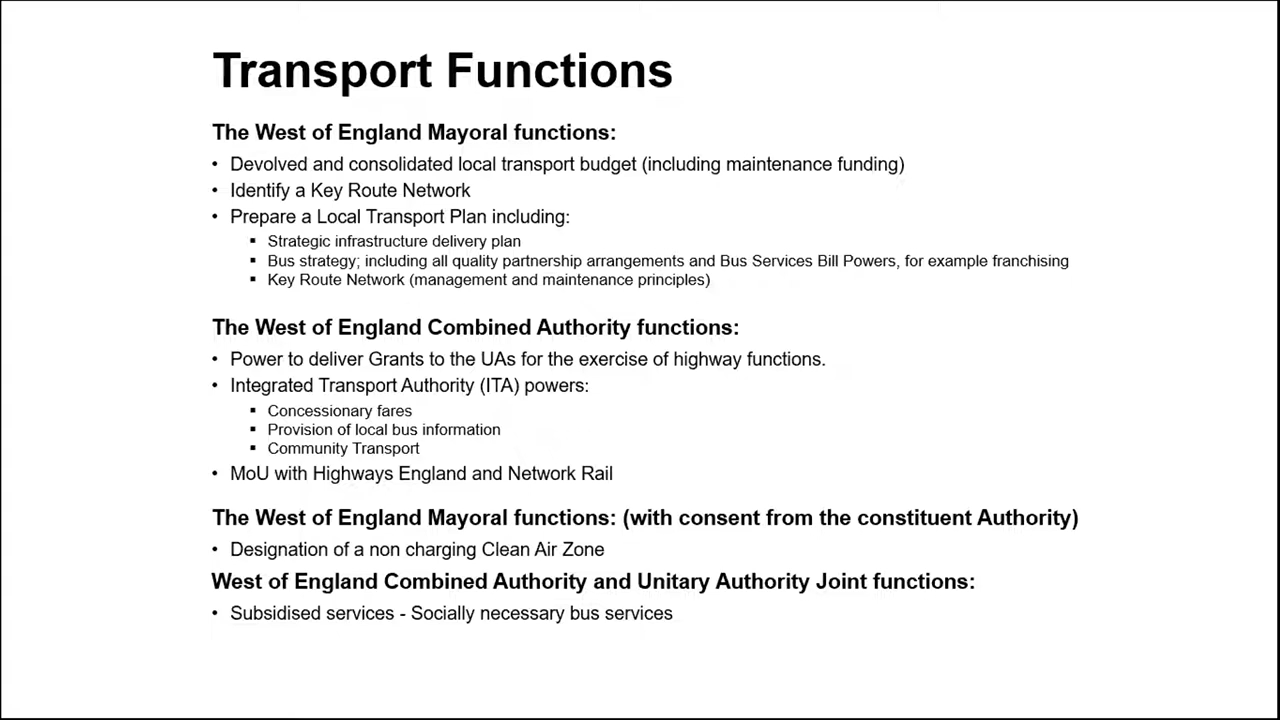 Transport Functions
The West of England Mayoral functions:
• Devolved and consolidated local transport budget (including maintenance funding)
• Identify a Key Route Network
• Prepare a Local Transport Plan including:
▪ Strategic infrastructure delivery plan
▪ Bus strategy; including all quality partnership arrangements and Bus Services Bill Powers, for example franchising
▪ Key Route Network (management and maintenance principles)
The West of England Combined Authority functions:
• Power to deliver Grants to the UAs for the exercise of highway functions.
• Integrated Transport Authority (ITA) powers:
▪ Concessionary fares
▪ Provision of local bus information
▪ Community Transport
• MoU with Highways England and Network Rail
The West of England Mayoral functions: (with consent from the constituent Authority)
• Designation of a non charging Clean Air Zone
West of England Combined Authority and Unitary Authority Joint functions:
• Subsidised services - Socially necessary bus services